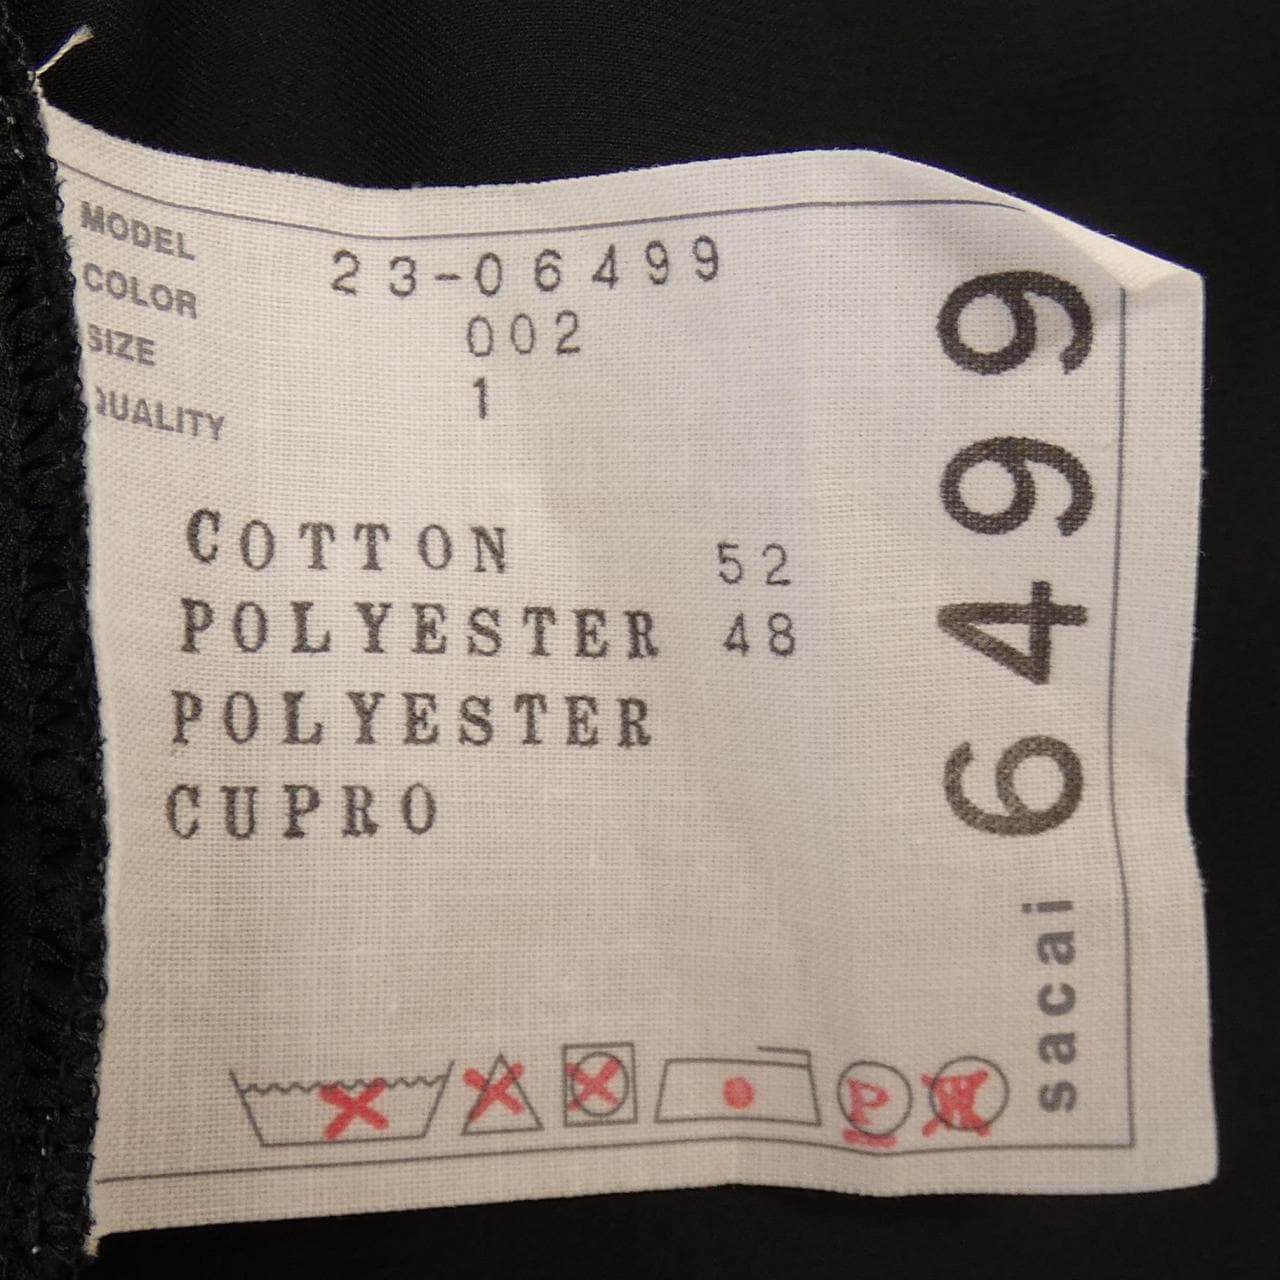 MODEL 23-06499
COLOR 002
SIZE 1
QUALITY
COTTON 52
POLYESTER 48
POLYESTER
CUPRO
P
W
sacai 6499